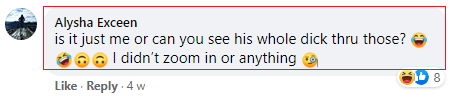 Alysha Exceen
is it just me or can you see his whole dick thru those? 😂
🤣🙃🙃 I didn't zoom in or anything 🧐
Like · Reply · 4 w
8